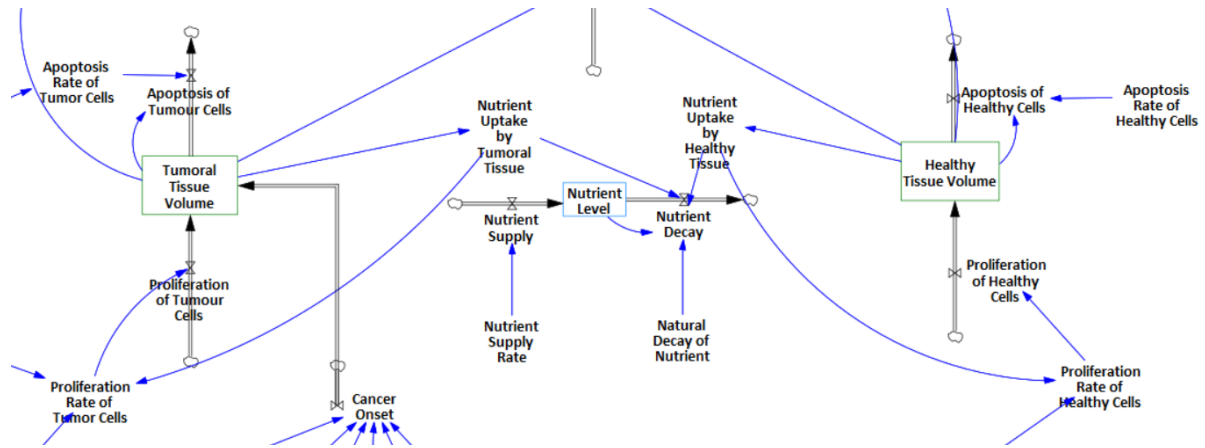 Apoptosis
Rate of
Tumor Cells
Apoptosis of
Tumour Cells
Nutrient
Uptake
by
Tumoral
Tissue
Nutrient
Uptake
by
Healthy
Tissue
Apoptosis of
Healthy Cells
Apoptosis
Rate of
Healthy Cells
Tumoral
Tissue
Volume
Healthy
Tissue Volume
Nutrient
Level
Nutrient
Supply
Nutrient
Decay
Proliferation
of Tumour
Cells
Proliferation
of Healthy
Cells
Nutrient
Supply
Rate
Natural
Decay of
Nutrient
Proliferation
Rate of
Tumor Cells
Cancer
Onset
Proliferation
Rate of
Healthy Cells